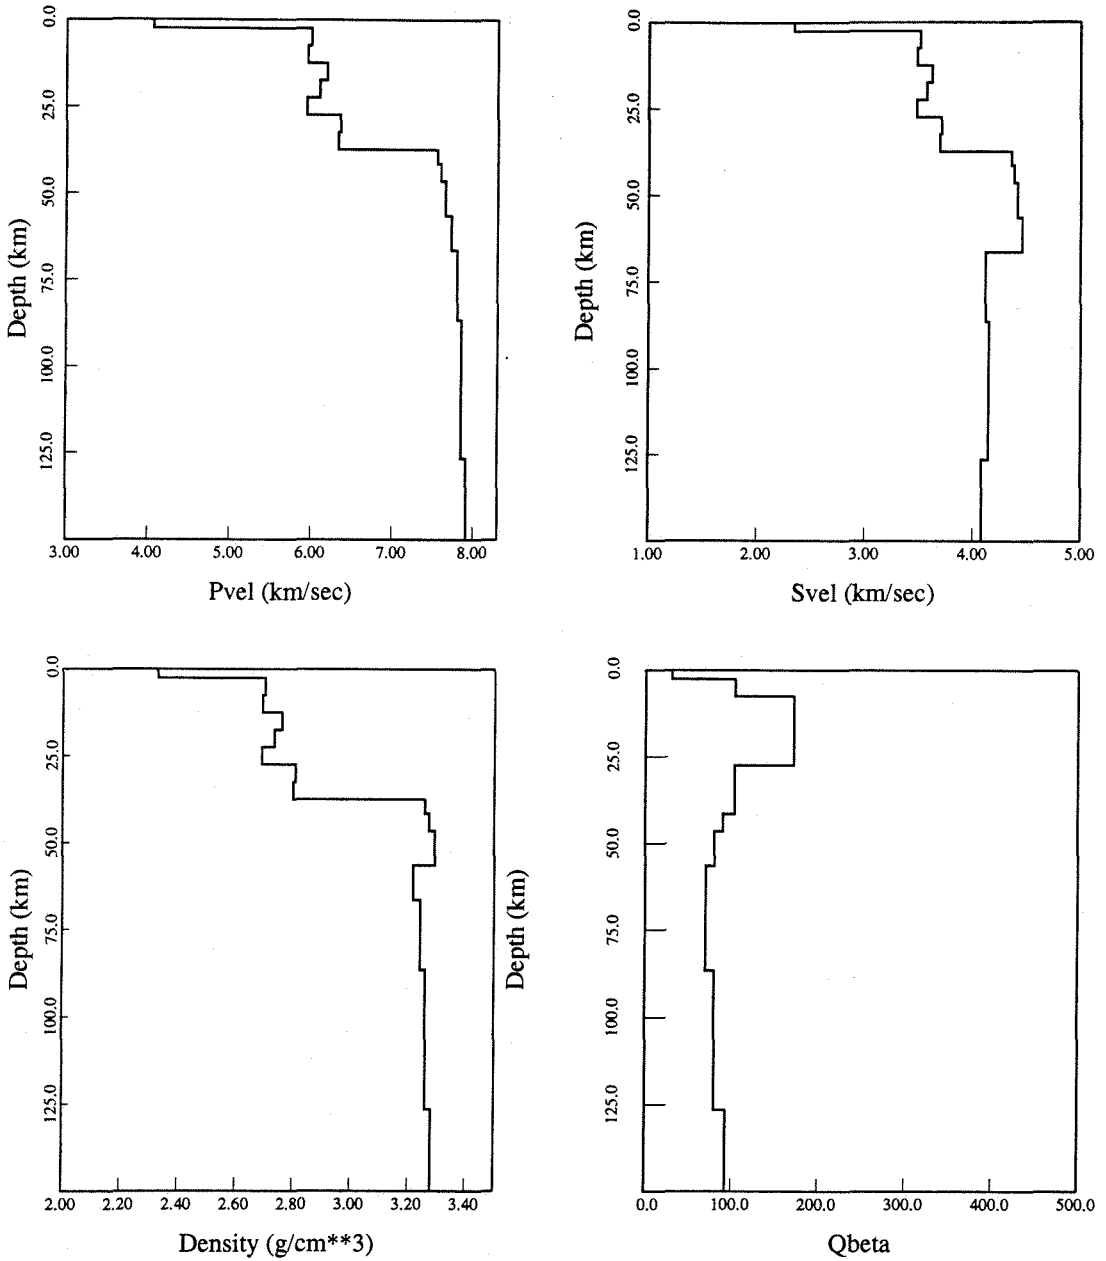 0.0
25.0
50.0
75.0
100.0
125.0
Depth (km)
3.00 4.00 5.00 6.00 7.00 8.00
Pvel (km/sec)
0.0
25.0
50.0
75.0
100.0
125.0
Depth (km)
1.00 2.00 3.00 4.00 5.00
Svel (km/sec)
0.0
25.0
50.0
75.0
100.0
125.0
Depth (km)
2.00 2.20 2.40 2.60 2.80 3.00 3.20 3.40
Density (g/cm**3)
0.0
25.0
50.0
75.0
100.0
125.0
Depth (km)
0.0 100.0 200.0 300.0 400.0 500.0
Qbeta